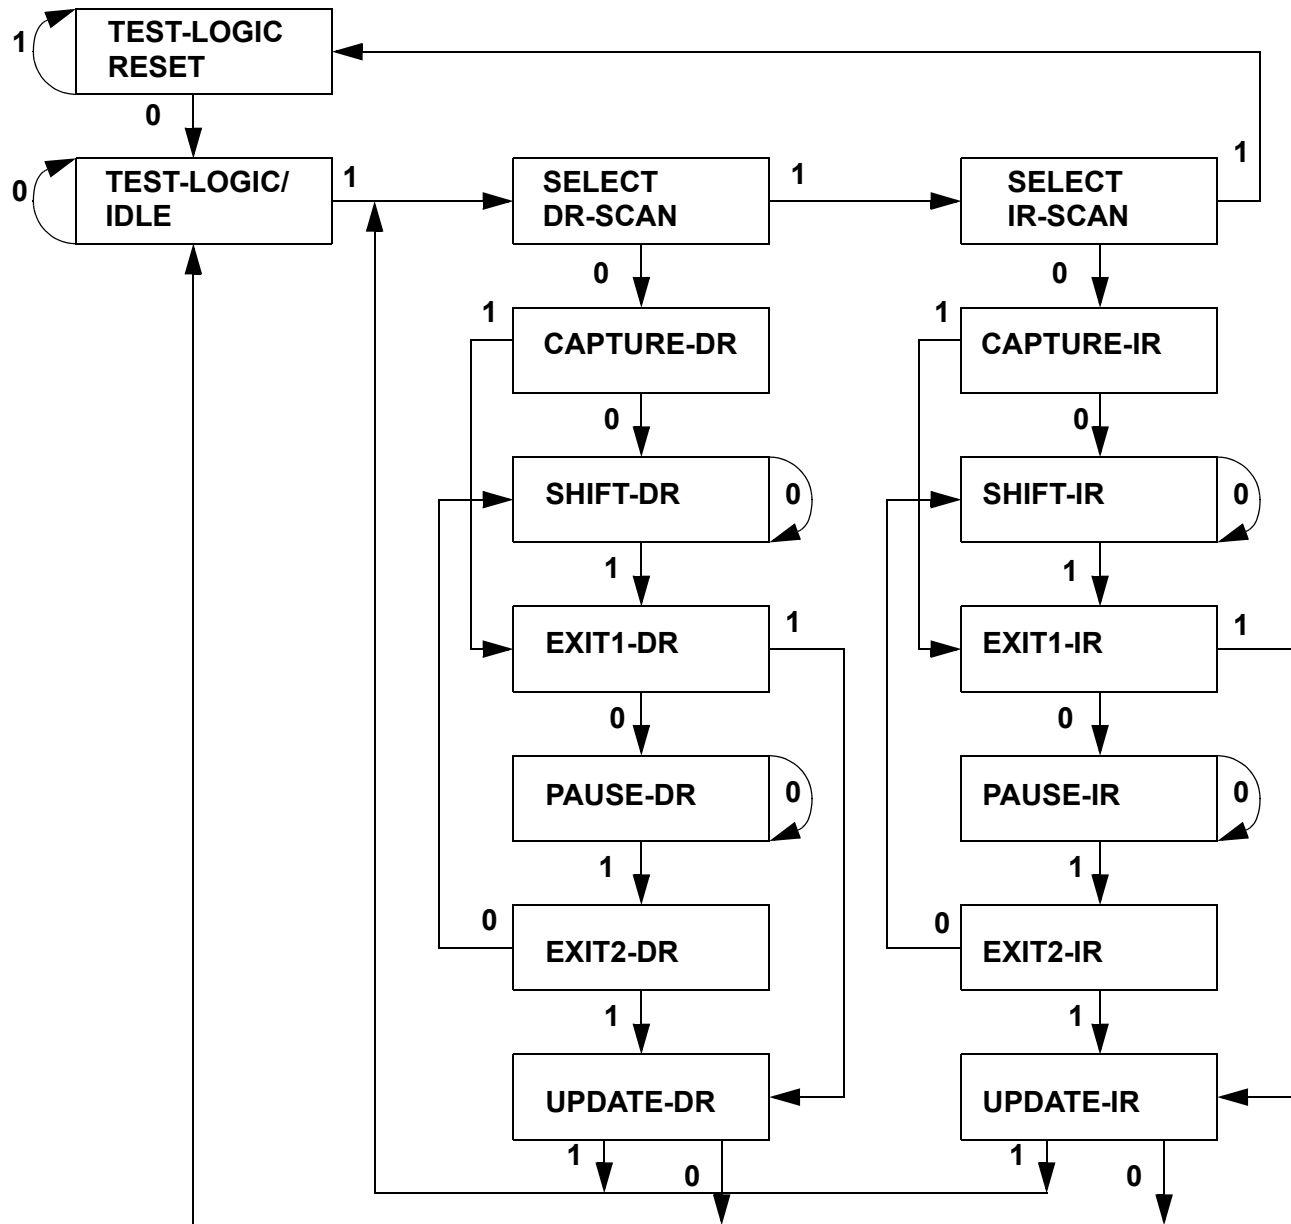 TEST-LOGIC
RESET
1
0
TEST-LOGIC/
IDLE
0
1
SELECT
DR-SCAN
1
SELECT
IR-SCAN
1
0
0
1
CAPTURE-DR
1
CAPTURE-IR
0
0
SHIFT-DR
0
SHIFT-IR
0
1
1
EXIT1-DR
1
EXIT1-IR
1
0
0
PAUSE-DR
0
PAUSE-IR
0
1
1
0
EXIT2-DR
0
EXIT2-IR
1
1
UPDATE-DR
UPDATE-IR
1
0
1
0